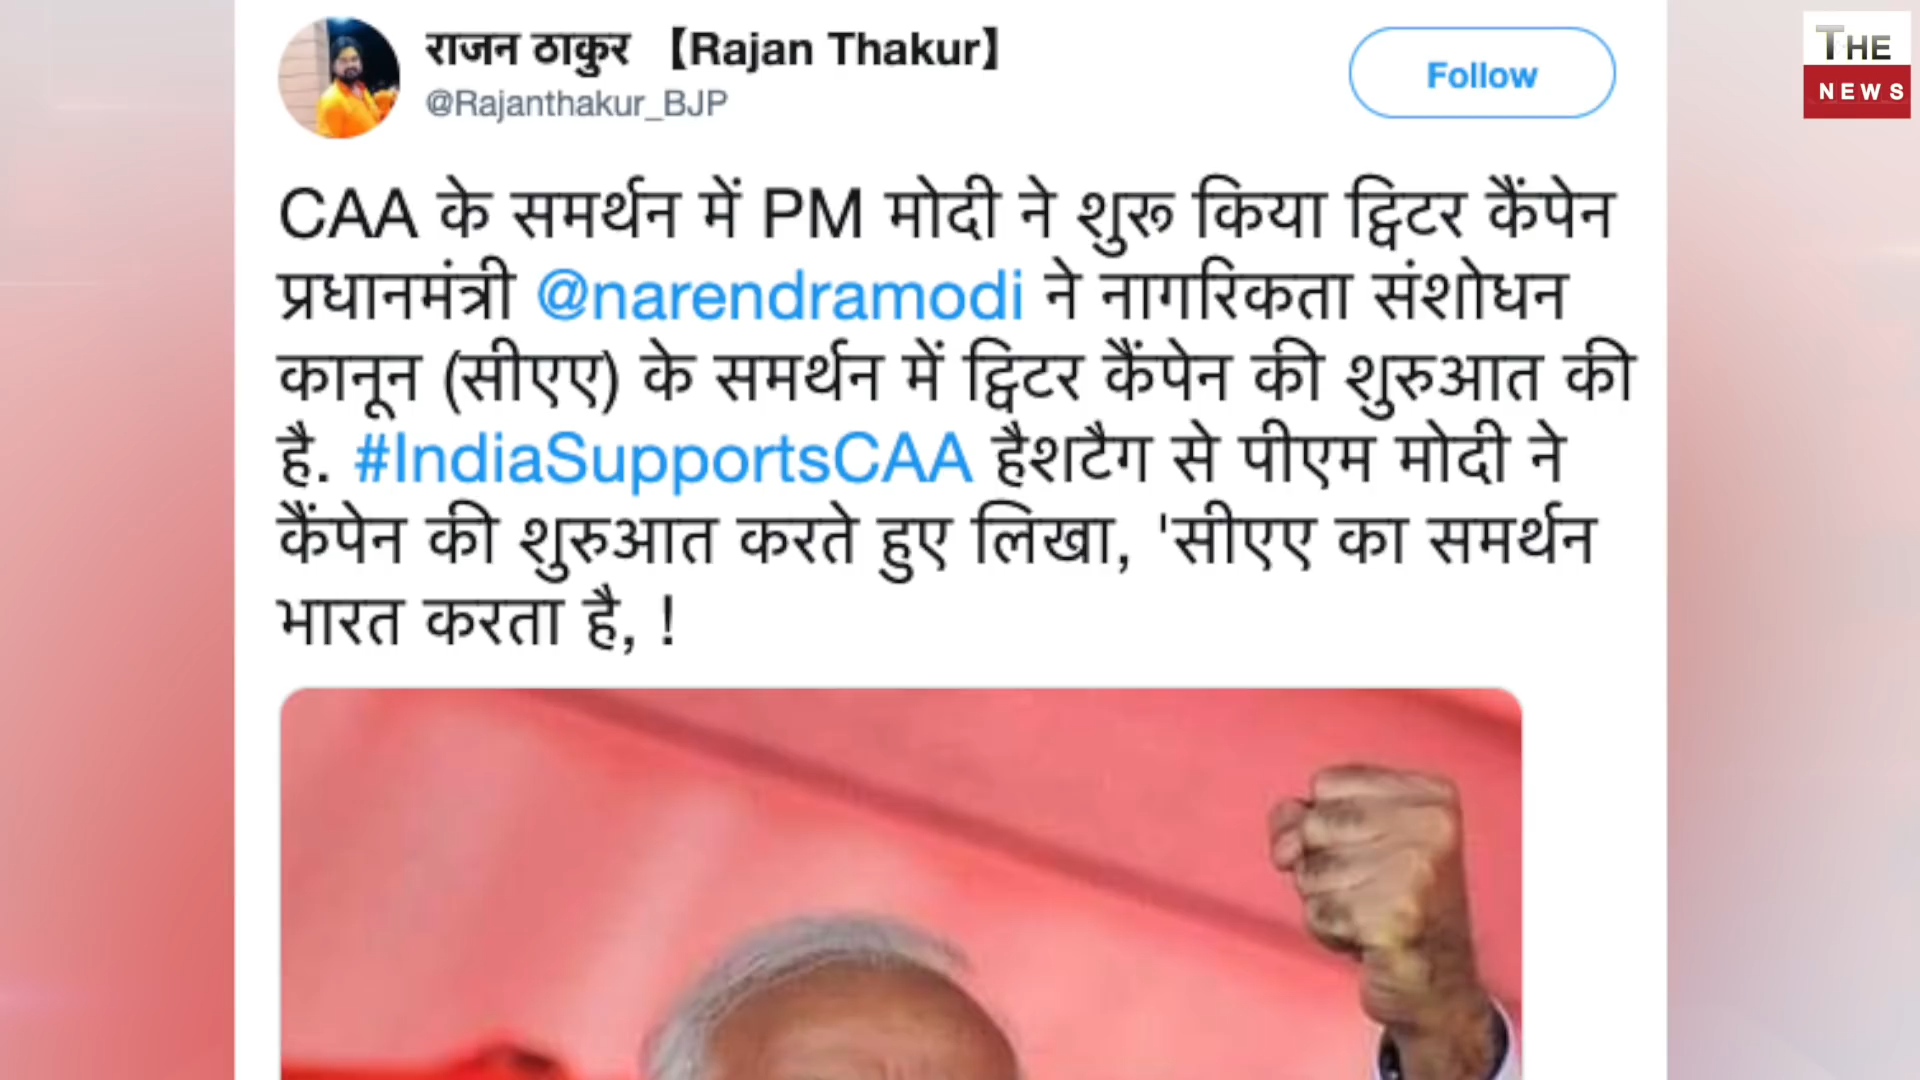 राजन ठाकुर 【Rajan Thakur】
@Rajanthakur_BJP
Follow
THE
NEWS
CAA के समर्थन में PM मोदी ने शुरू किया ट्विटर कैंपेन
प्रधानमंत्री @narendramodi ने नागरिकता संशोधन
कानून (सीएए) के समर्थन में ट्विटर कैंपेन की शुरुआत की
है. #IndiaSupportsCAA हैशटैग से पीएम मोदी ने
कैंपेन की शुरुआत करते हुए लिखा, 'सीएए का समर्थन
भारत करता है, !